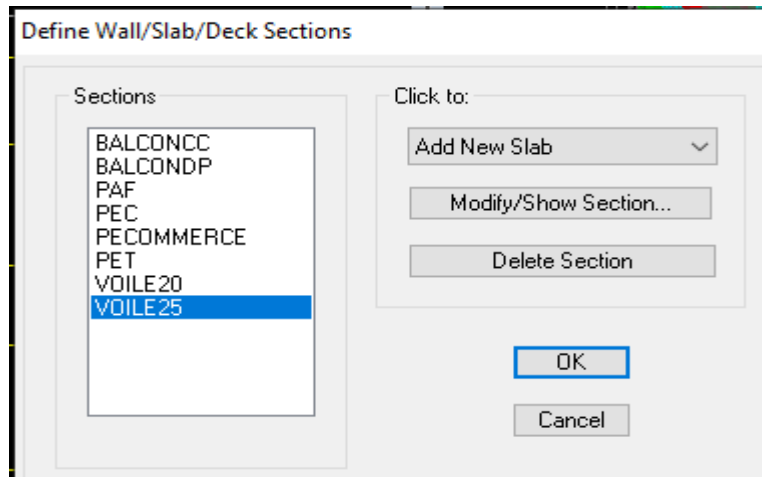 Define Wall/Slab/Deck Sections
Sections
BALCONCC
BALCONDP
PAF
PEC
PECOMMERCE
PET
VOILE20
VOILE25
Click to:
Add New Slab
Modify/Show Section...
Delete Section
OK
Cancel